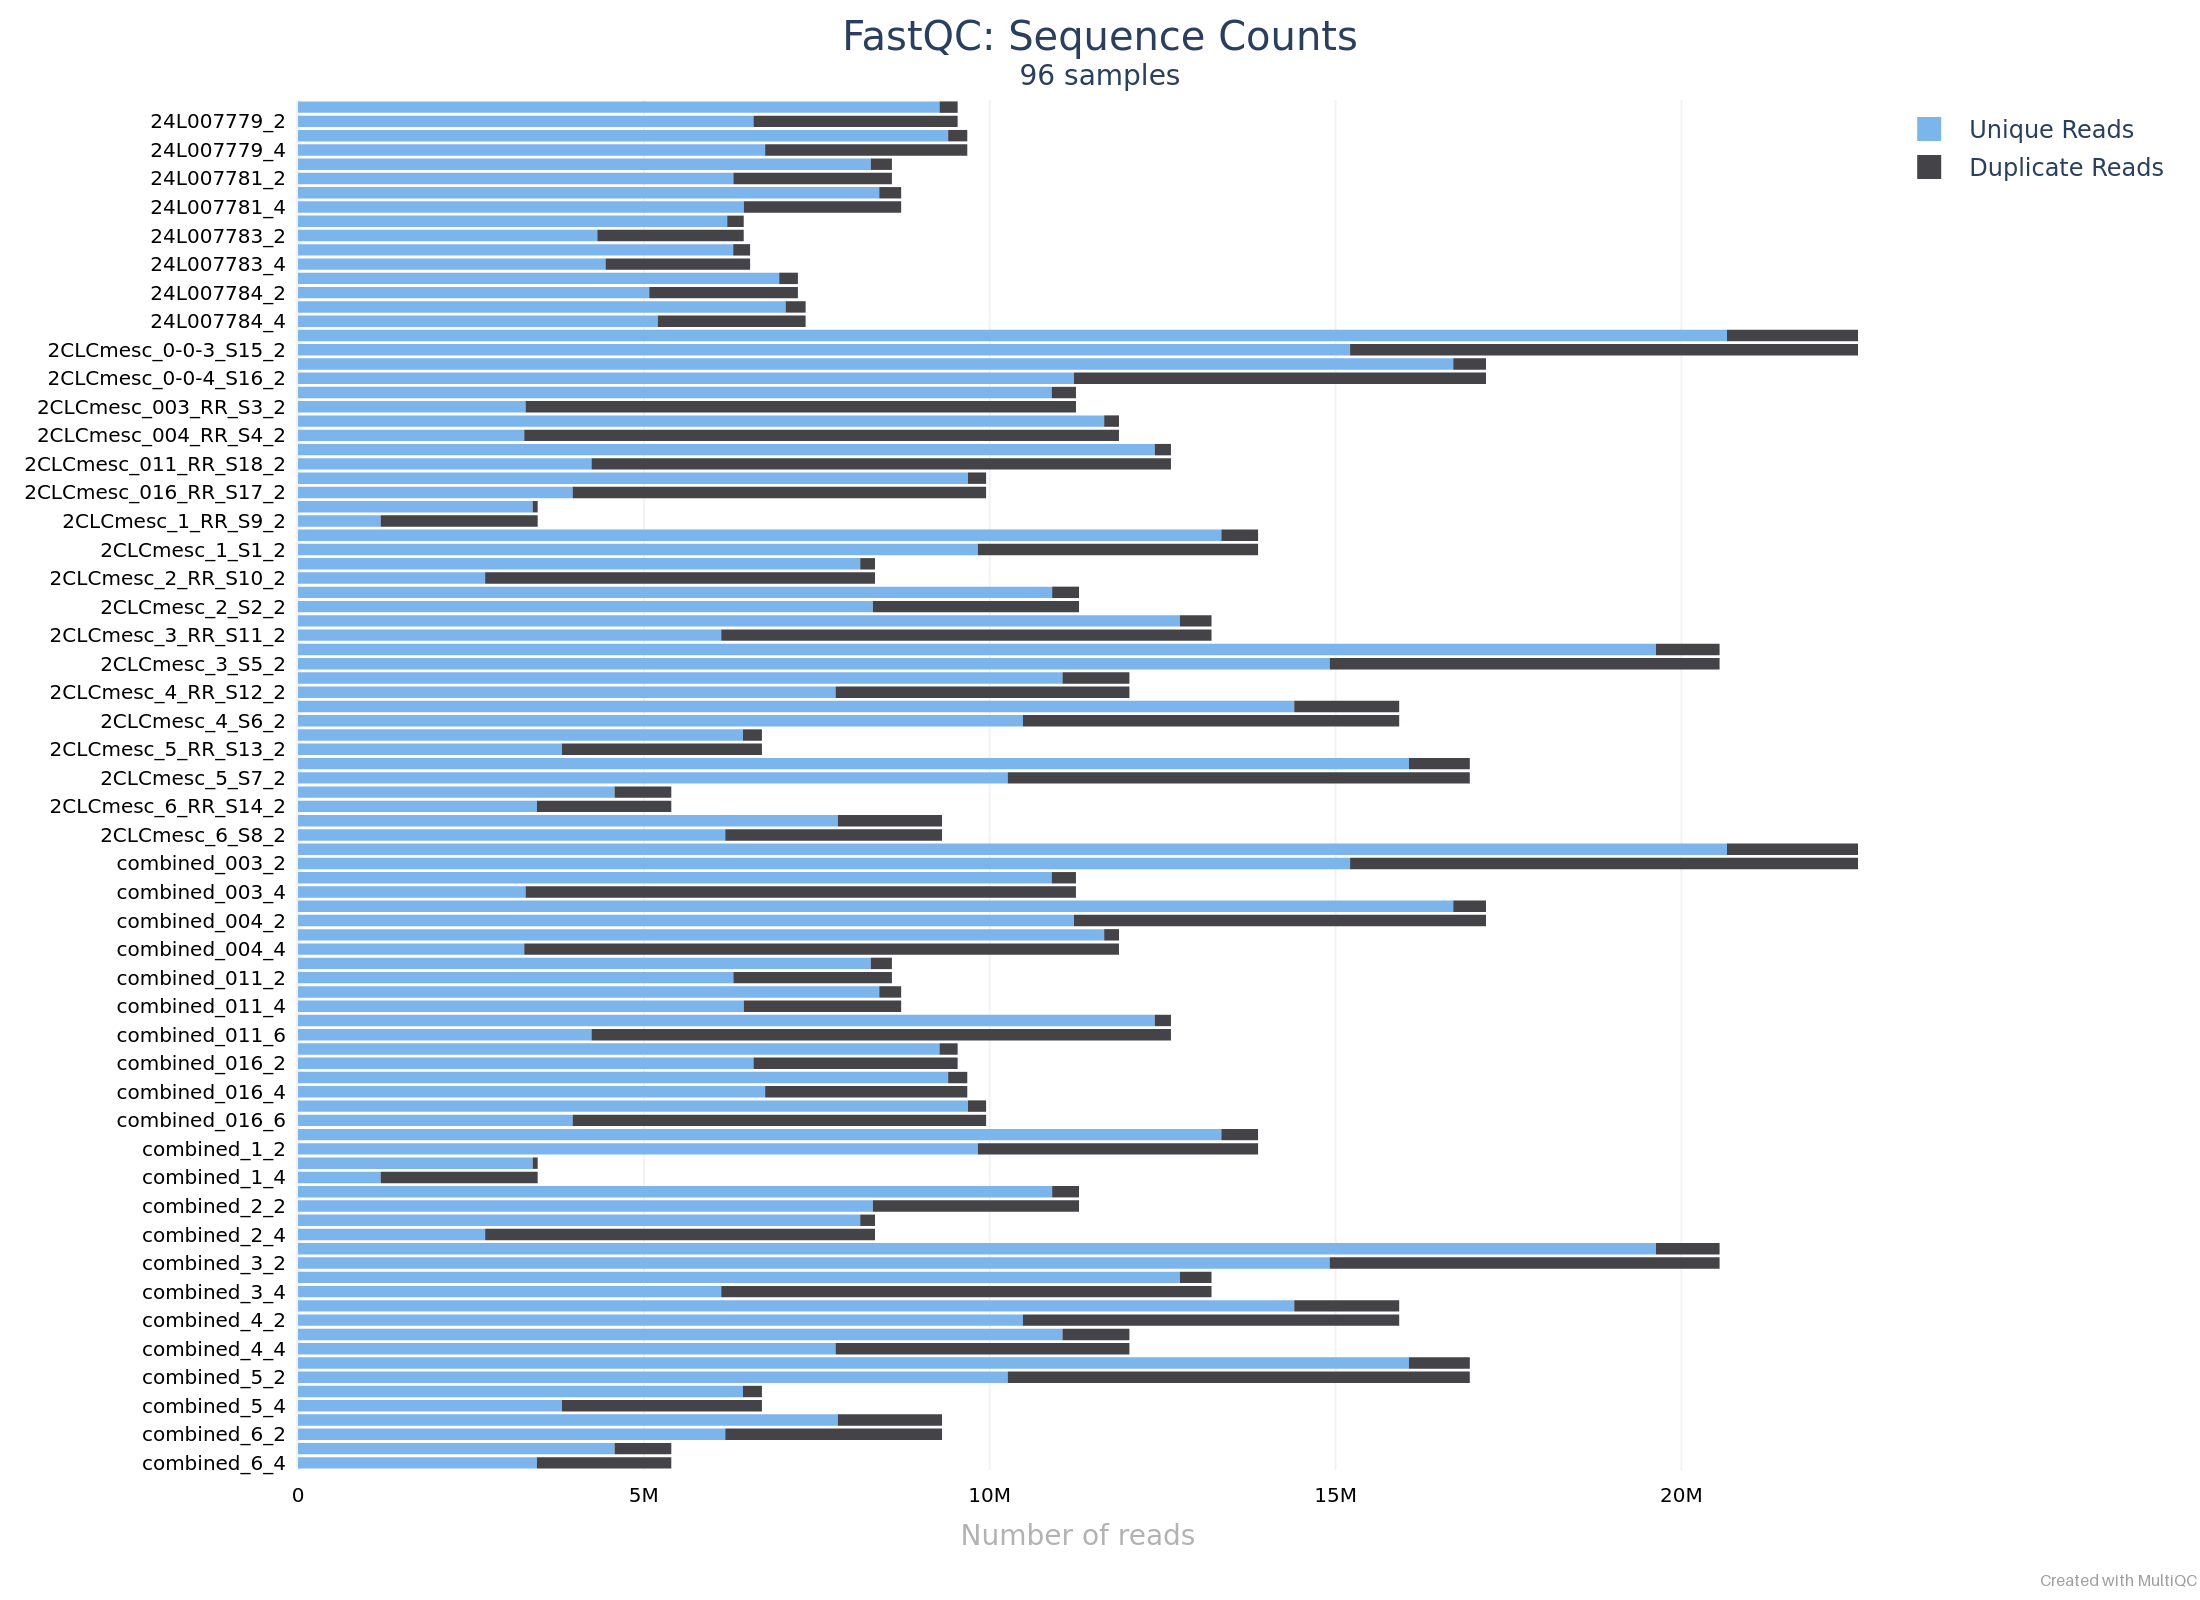 FastQC: Sequence Counts
96 samples
Unique Reads
Duplicate Reads
24L007779_2
24L007779_4
24L007781_2
24L007781_4
24L007783_2
24L007783_4
24L007784_2
24L007784_4
2CLCmesc_0-0-3_S15_2
2CLCmesc_0-0-4_S16_2
2CLCmesc_003_RR_S3_2
2CLCmesc_004_RR_S4_2
2CLCmesc_011_RR_S18_2
2CLCmesc_016_RR_S17_2
2CLCmesc_1_RR_S9_2
2CLCmesc_1_S1_2
2CLCmesc_2_RR_S10_2
2CLCmesc_2_S2_2
2CLCmesc_3_RR_S11_2
2CLCmesc_3_S5_2
2CLCmesc_4_RR_S12_2
2CLCmesc_4_S6_2
2CLCmesc_5_RR_S13_2
2CLCmesc_5_S7_2
2CLCmesc_6_RR_S14_2
2CLCmesc_6_S8_2
combined_003_2
combined_003_4
combined_004_2
combined_004_4
combined_011_2
combined_011_4
combined_011_6
combined_016_2
combined_016_4
combined_016_6
combined_1_2
combined_1_4
combined_2_2
combined_2_4
combined_3_2
combined_3_4
combined_4_2
combined_4_4
combined_5_2
combined_5_4
combined_6_2
combined_6_4
0 5M 10M 15M 20M
Number of reads
Created with MultiQC